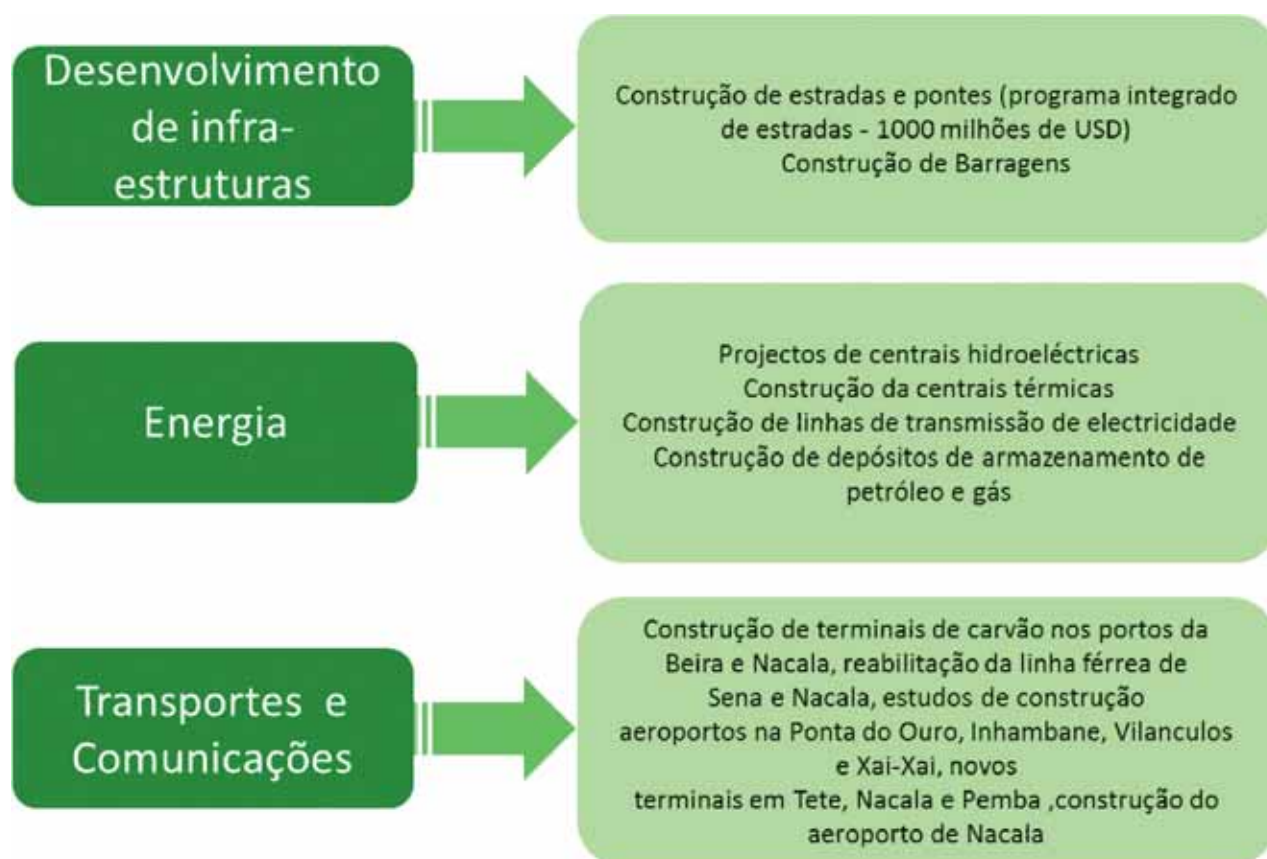 Desenvolvimento
de infra-
estruturas
Construção de estradas e pontes (programa integrado
de estradas - 1000 milhões de USD)
Construção de Barragens
Energia
Projectos de centrais hidroeléctricas
Construção da centrais térmicas
Construção de linhas de transmissão de electricidade
Construção de depósitos de armazenamento de
petróleo e gás
Transportes e
Comunicações
Construção de terminais de carvão nos portos da
Beira e Nacala, reabilitação da linha férrea de
Sena e Nacala, estudos de construção
aeroportos na Ponta do Ouro, Inhambane, Vilanculos
e Xai-Xai, novos
terminais em Tete, Nacala e Pemba ,construção do
aeroporto de Nacala